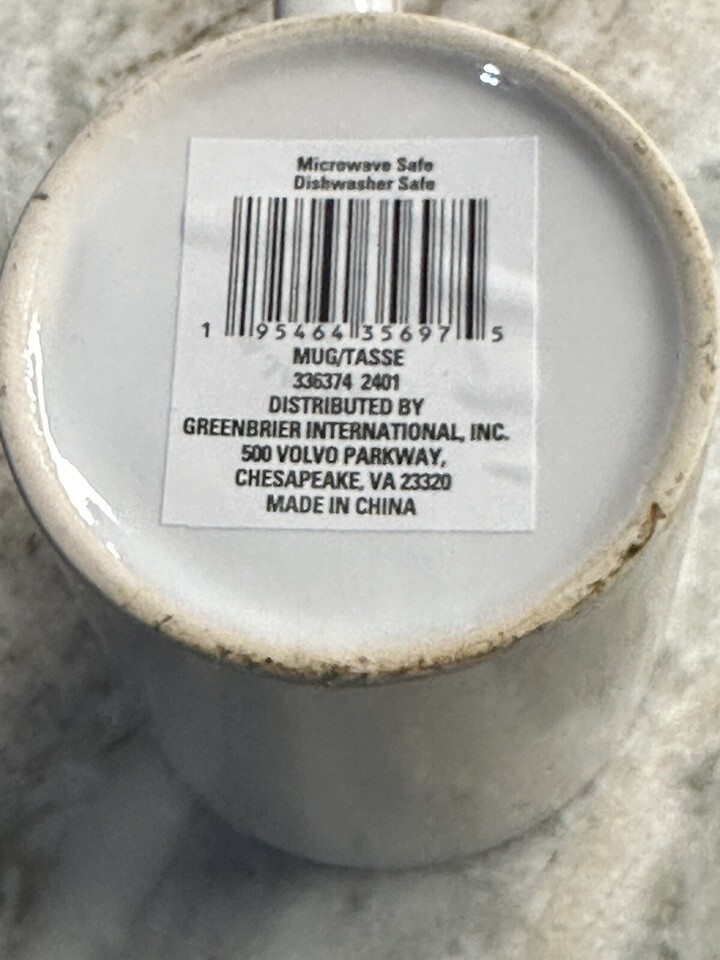 Microwave Safe
Dishwasher Safe
1 95464 35697 5
MUG/TASSE
336374 2401
DISTRIBUTED BY
GREENBRIER INTERNATIONAL, INC.
500 VOLVO PARKWAY,
CHESAPEAKE, VA 23320
MADE IN CHINA